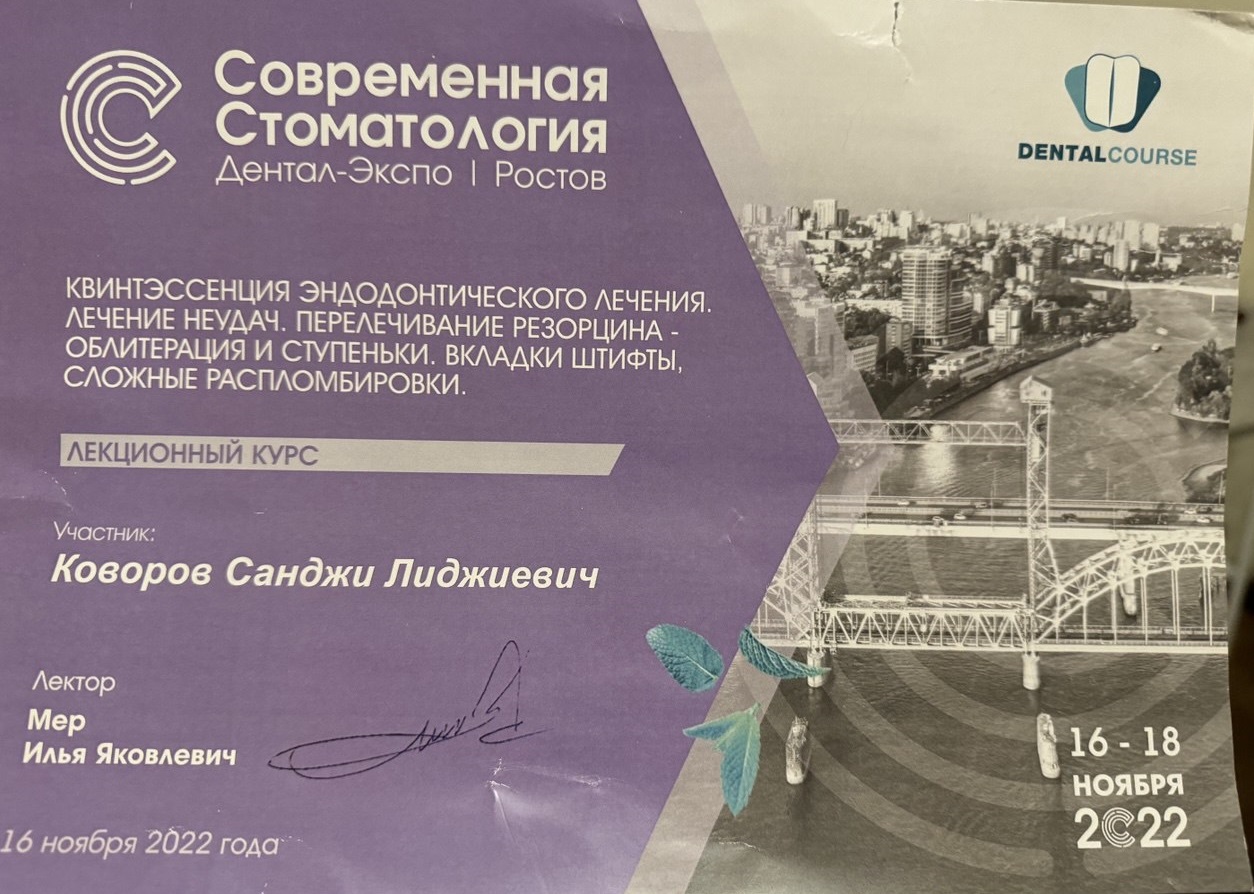 Современная
Стоматология
Дентал-Экспо | Ростов
DENTALCOURSE
КВИНТЭССЕНЦИЯ ЭНДОДОНТИЧЕСКОГО ЛЕЧЕНИЯ.
ЛЕЧЕНИЕ НЕУДАЧ. ПЕРЕЛЕЧИВАНИЕ РЕЗОРЦИНА -
ОБЛИТЕРАЦИЯ И СТУПЕНЬКИ. ВКЛАДКИ ШТИФТЫ,
СЛОЖНЫЕ РАСПЛОМБИРОВКИ.
ЛЕКЦИОННЫЙ КУРС
Участник:
Коворов Санджи Лиджиевич
Лектор
Мер
Илья Яковлевич
16 ноября 2022 года
16 - 18
НОЯБРЯ
2022